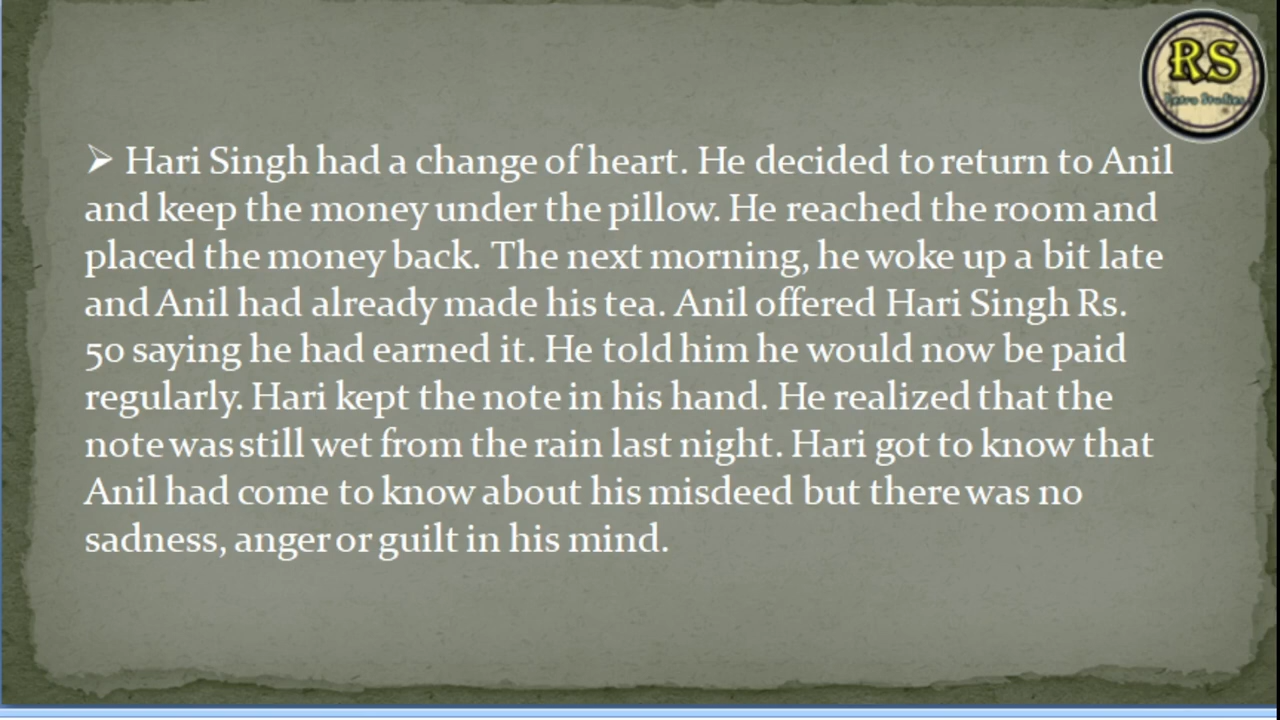 RS
Retro Studies
➢ Hari Singh had a change of heart. He decided to return to Anil
and keep the money under the pillow. He reached the room and
placed the money back. The next morning, he woke up a bit late
and Anil had already made his tea. Anil offered Hari Singh Rs.
50 saying he had earned it. He told him he would now be paid
regularly. Hari kept the note in his hand. He realized that the
note was still wet from the rain last night. Hari got to know that
Anil had come to know about his misdeed but there was no
sadness, anger or guilt in his mind.